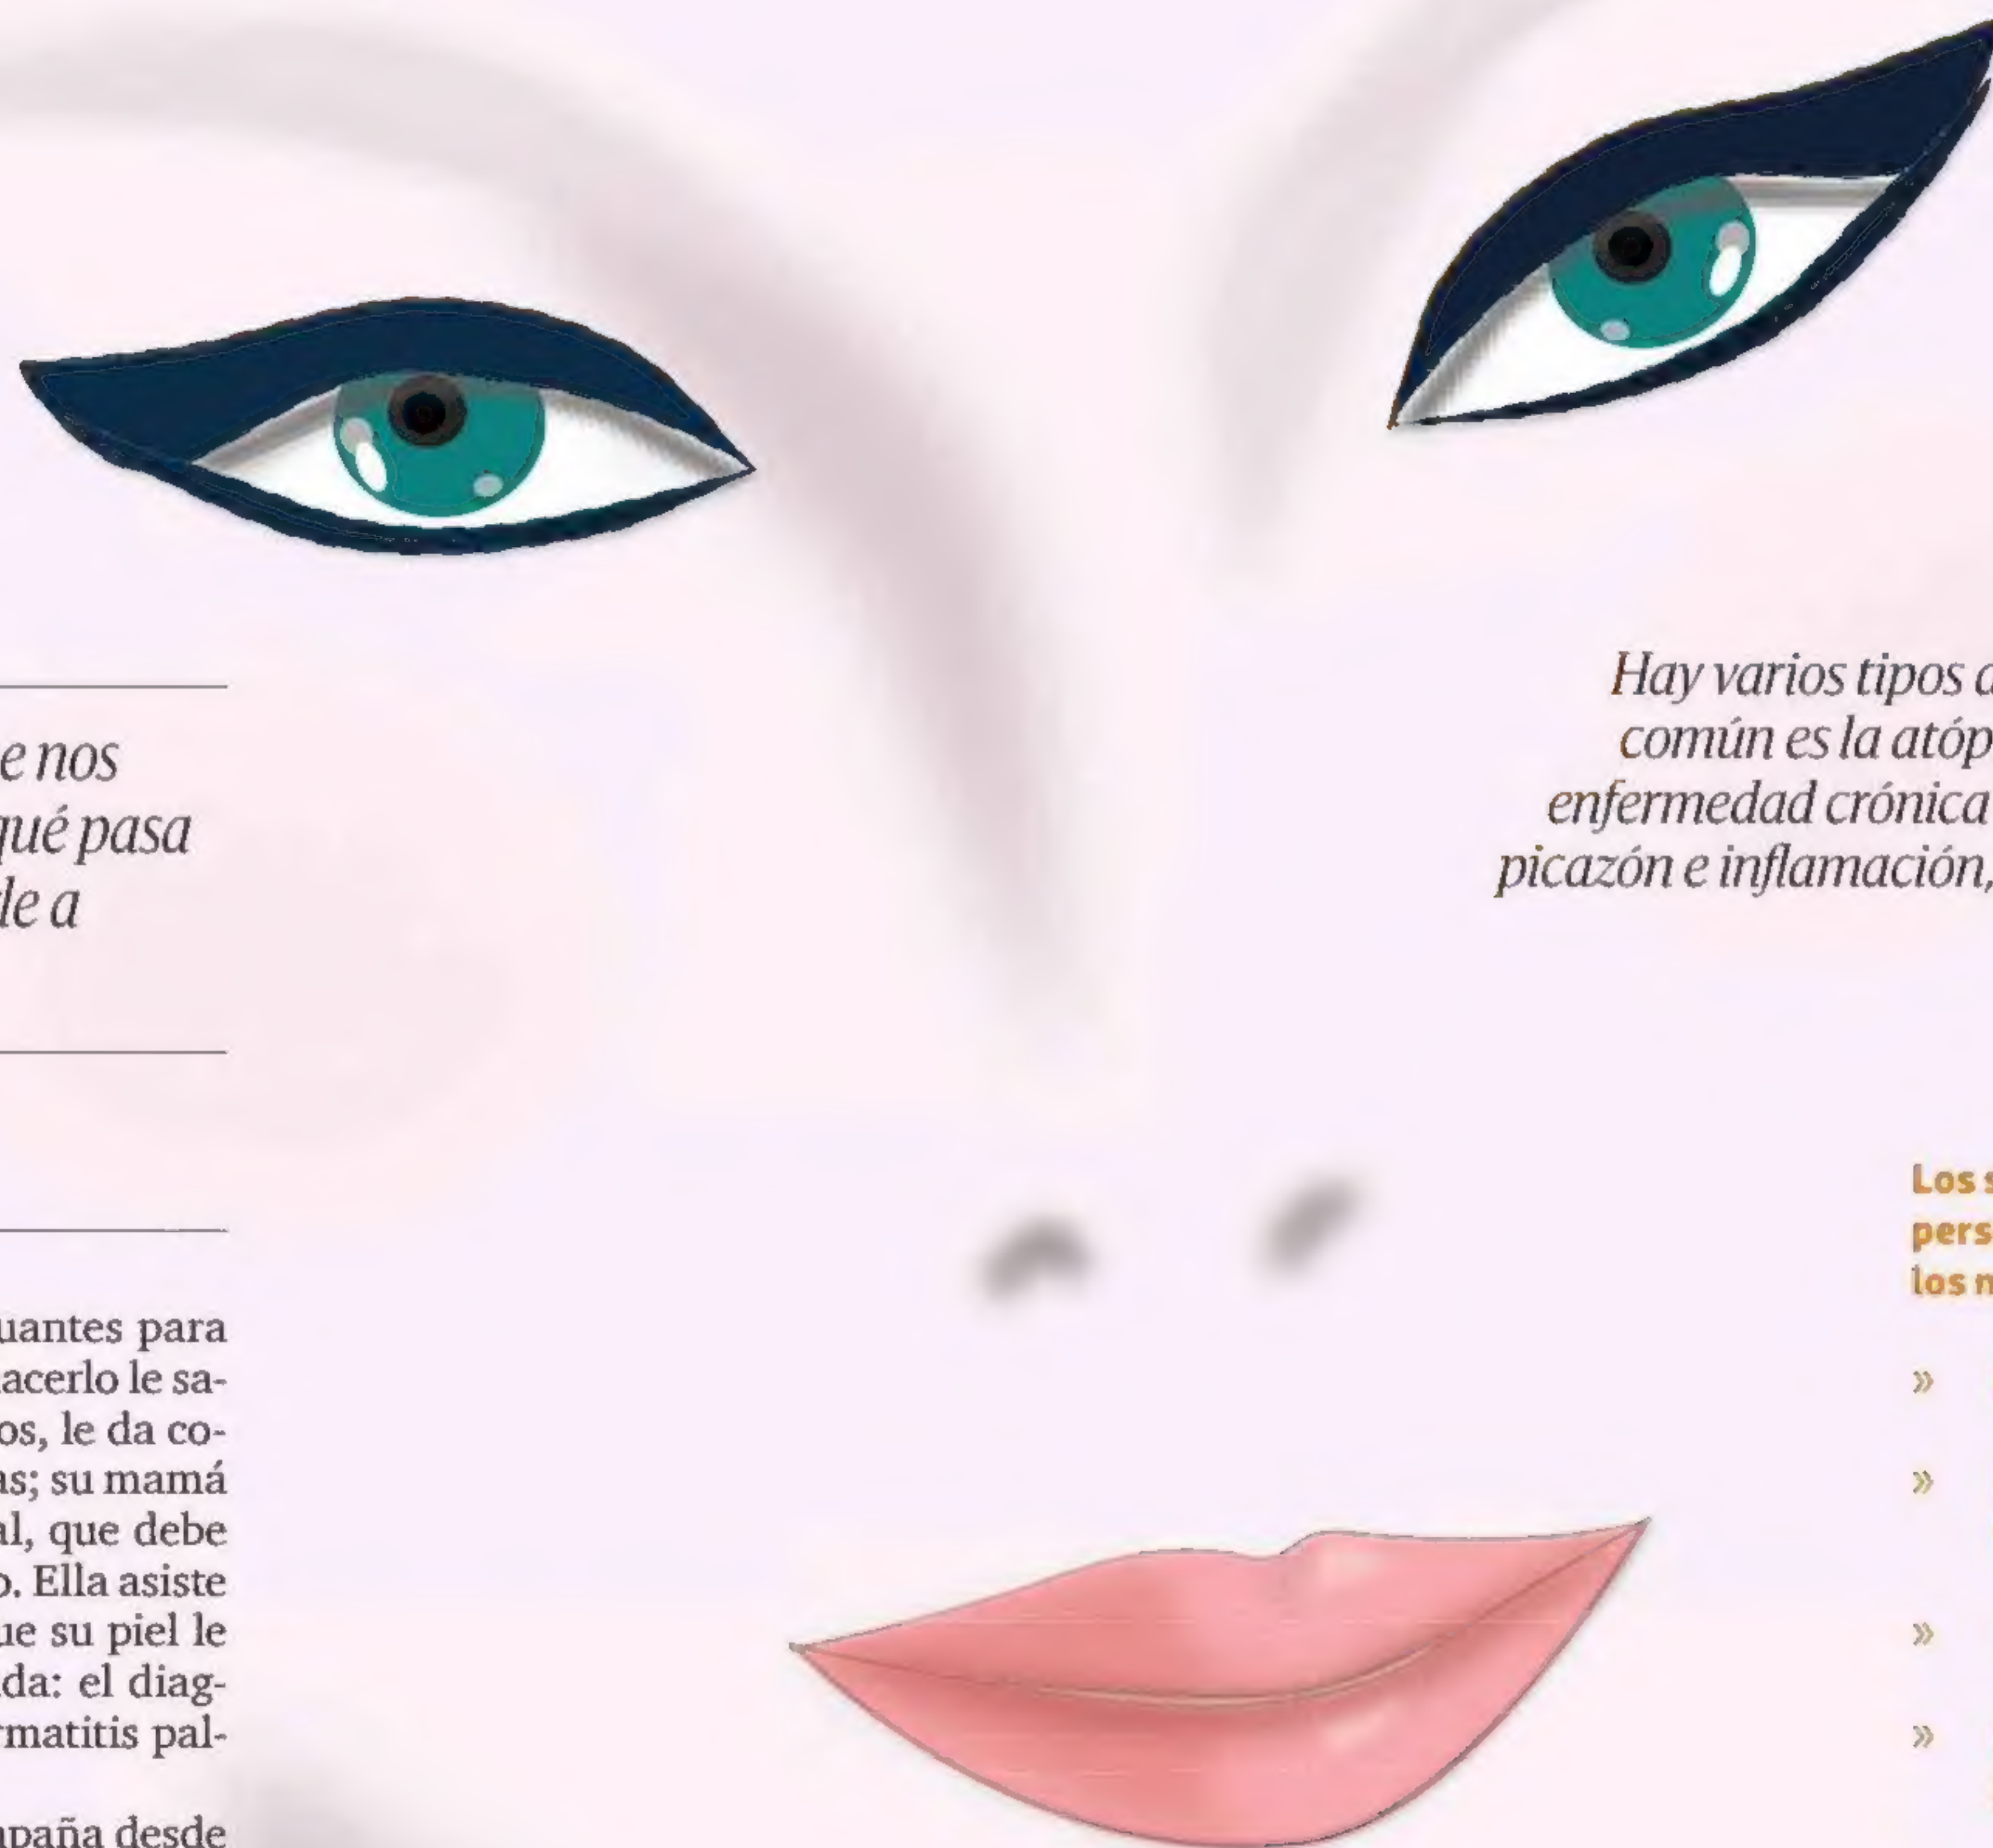 nos
qué pasa
a
uantes para
acerlo le sa-
os, le da co-
as; su mamá
al, que debe
o. Ella asiste
ue su piel le
da: el diag-
rmatitis pal-
paña desde
Hay varios tipos
común es la atóp
enfermedad crónica
picazón e inflamación,
Los s
pers
los n
»
»
»
»